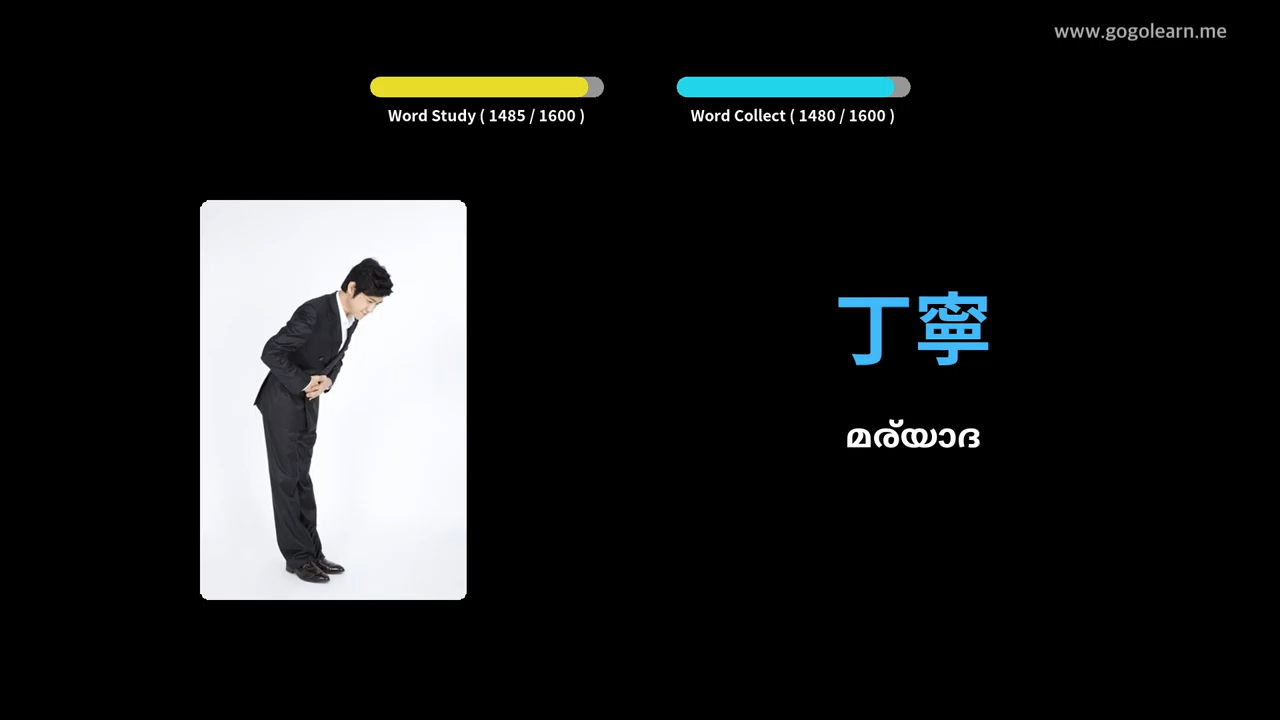 www.gogolearn.me
Word Study ( 1485 / 1600 )
Word Collect ( 1480 / 1600 )
丁寧
മര്യാദ